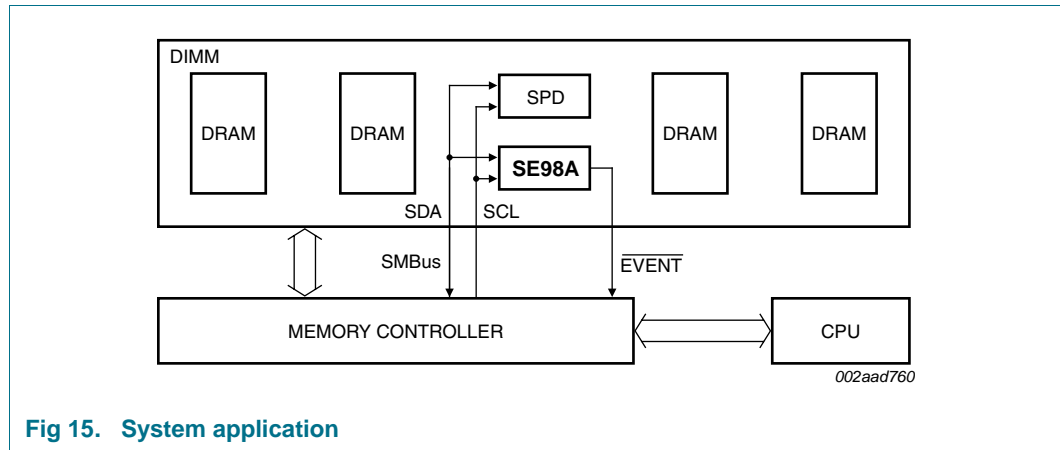 DIMM
DRAM
DRAM
SPD
SE98A
DRAM
DRAM
SDA
SCL
SMBus
EVENT
MEMORY CONTROLLER
CPU
002aad760
Fig 15. System application